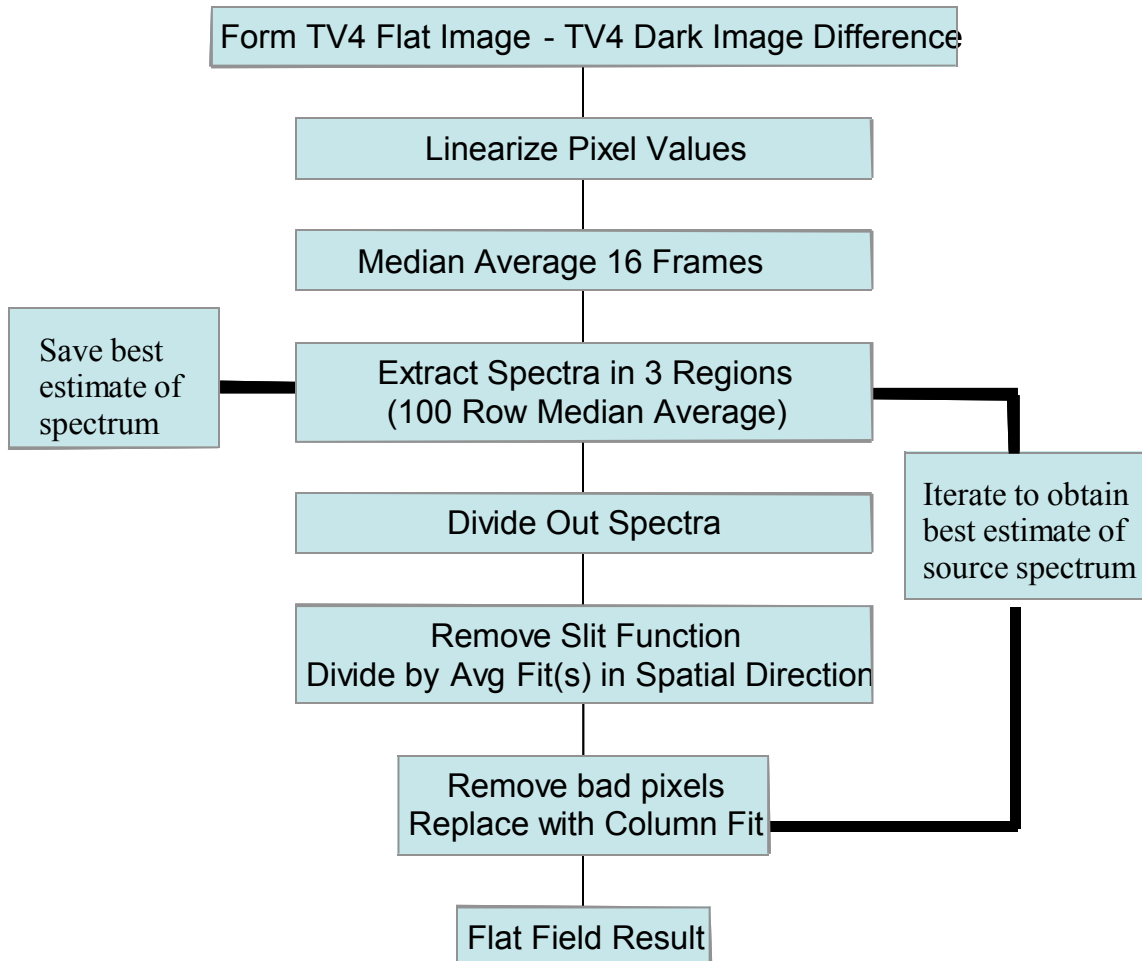 Form TV4 Flat Image - TV4 Dark Image Difference
Linearize Pixel Values
Median Average 16 Frames
Save best
estimate of
spectrum
Extract Spectra in 3 Regions
(100 Row Median Average)
Iterate to obtain
best estimate of
source spectrum
Divide Out Spectra
Remove Slit Function
Divide by Avg Fit(s) in Spatial Direction
Remove bad pixels
Replace with Column Fit
Flat Field Result